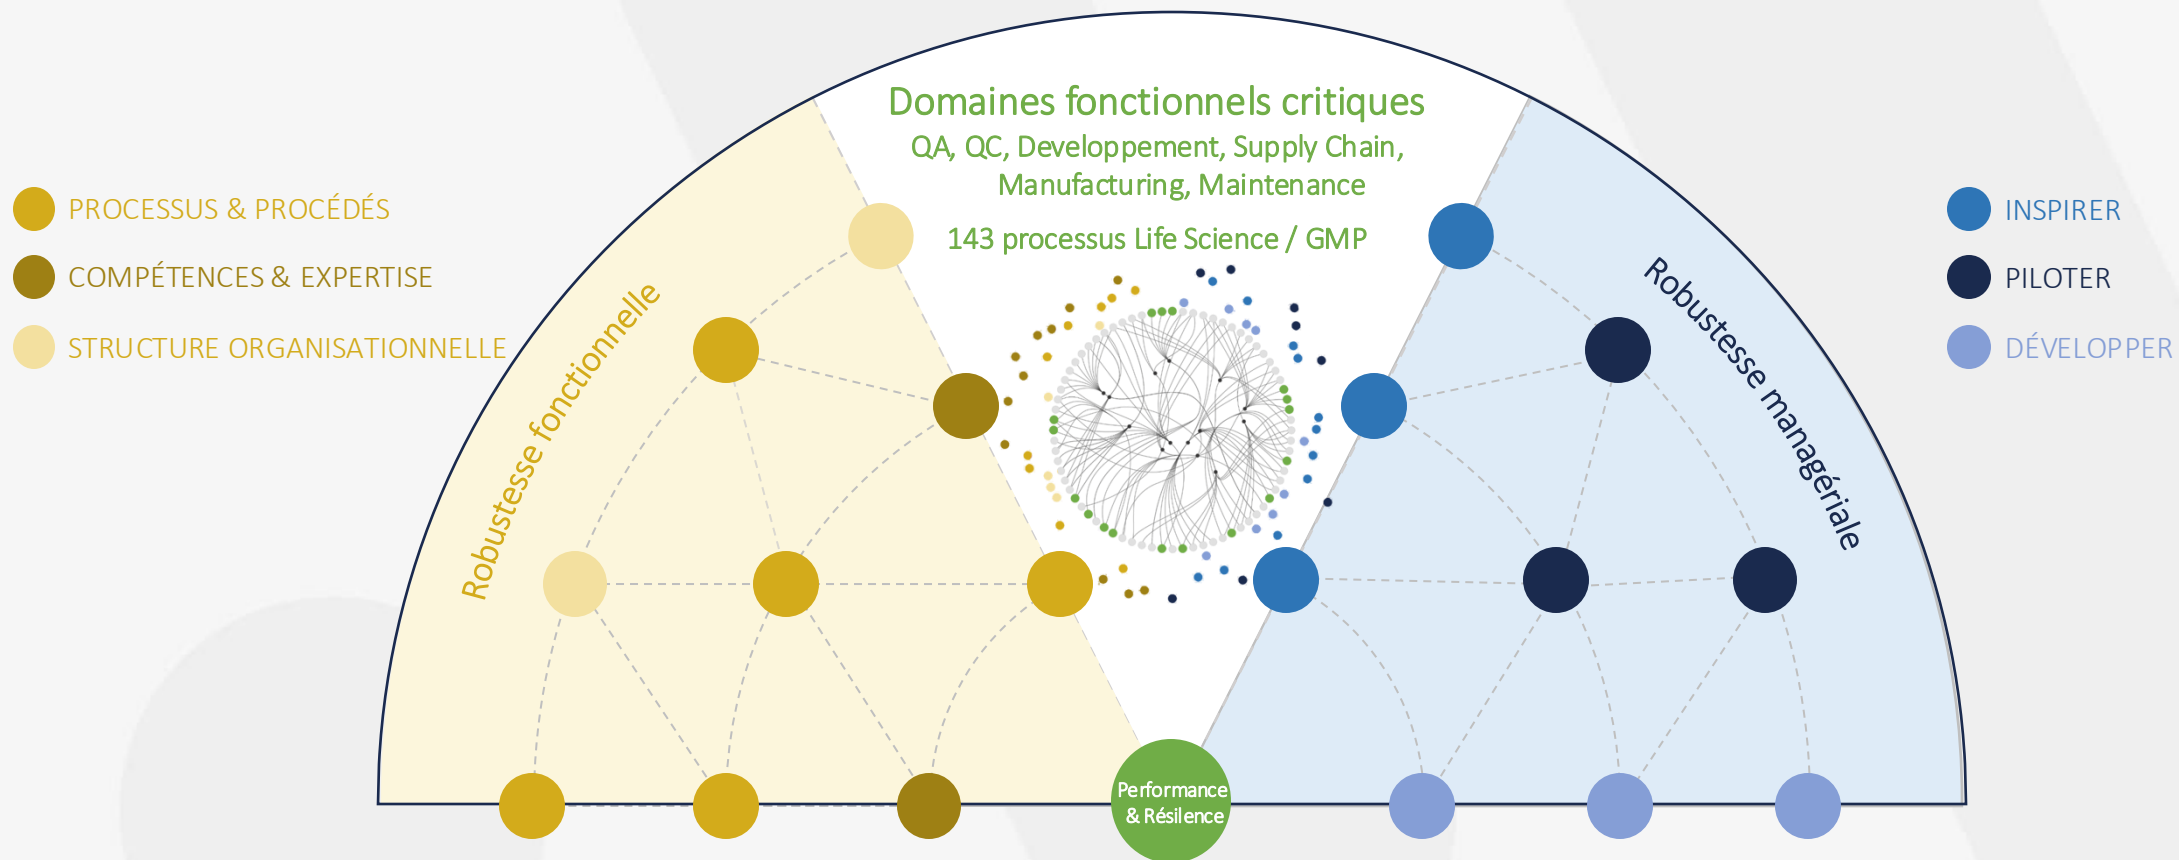 Domaines fonctionnels critiques
QA, QC, Developpement, Supply Chain,
Manufacturing, Maintenance
143 processus Life Science / GMP
PROCESSUS & PROCÉDÉS
COMPÉTENCES & EXPERTISE
STRUCTURE ORGANISATIONNELLE
Robustesse fonctionnelle
Robustesse managériale
INSPIRER
PILOTER
DÉVELOPPER
Performance
& Résilence